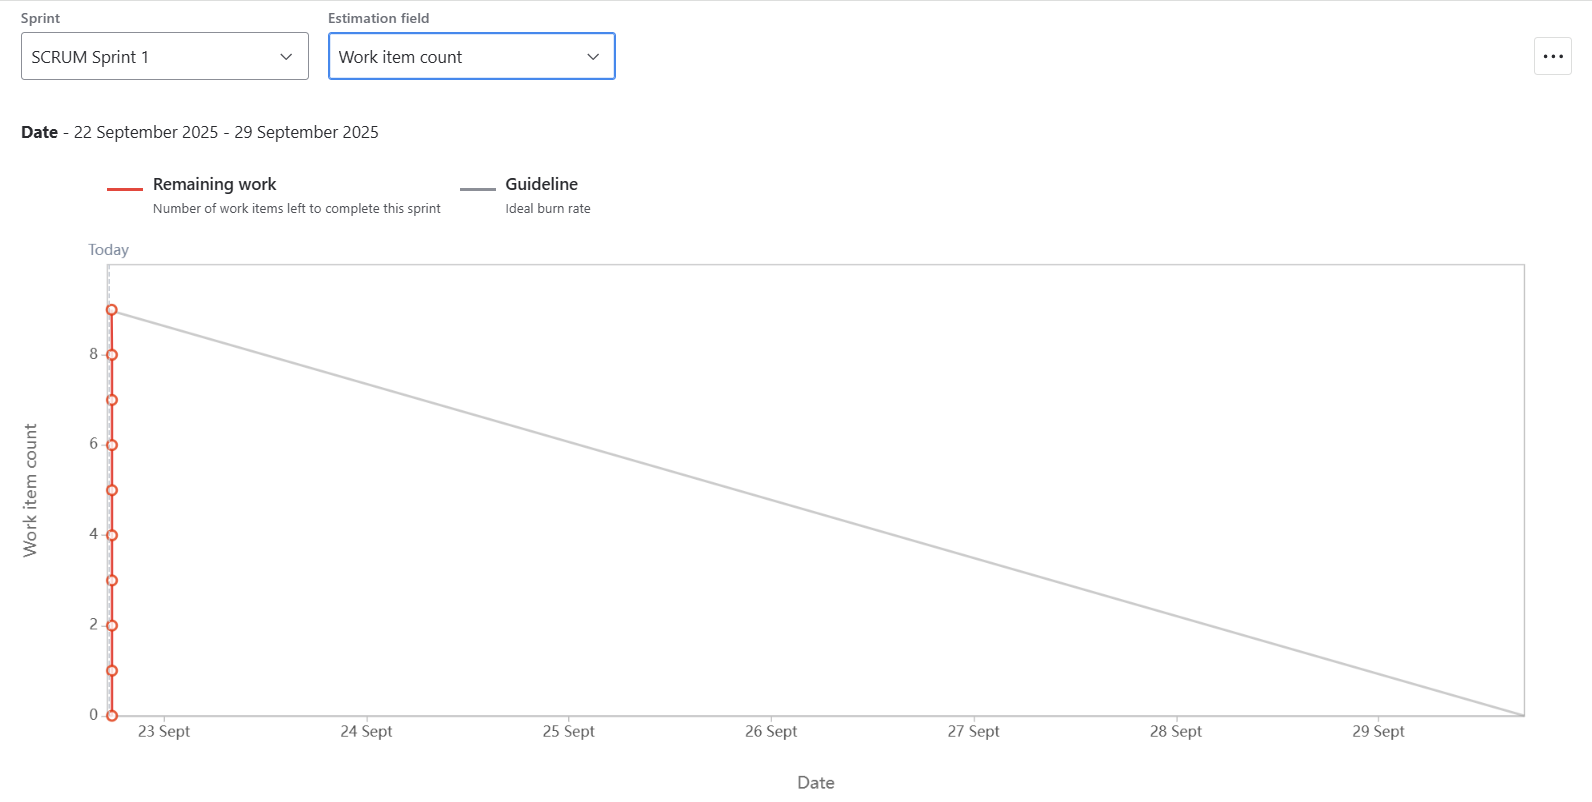 Sprint
Estimation field
SCRUM Sprint 1
Work item count
Date - 22 September 2025 - 29 September 2025
Remaining work
Number of work items left to complete this sprint
Guideline
Ideal burn rate
Today
8
6
4
2
0
Work item count
23 Sept
24 Sept
25 Sept
26 Sept
27 Sept
28 Sept
29 Sept
Date